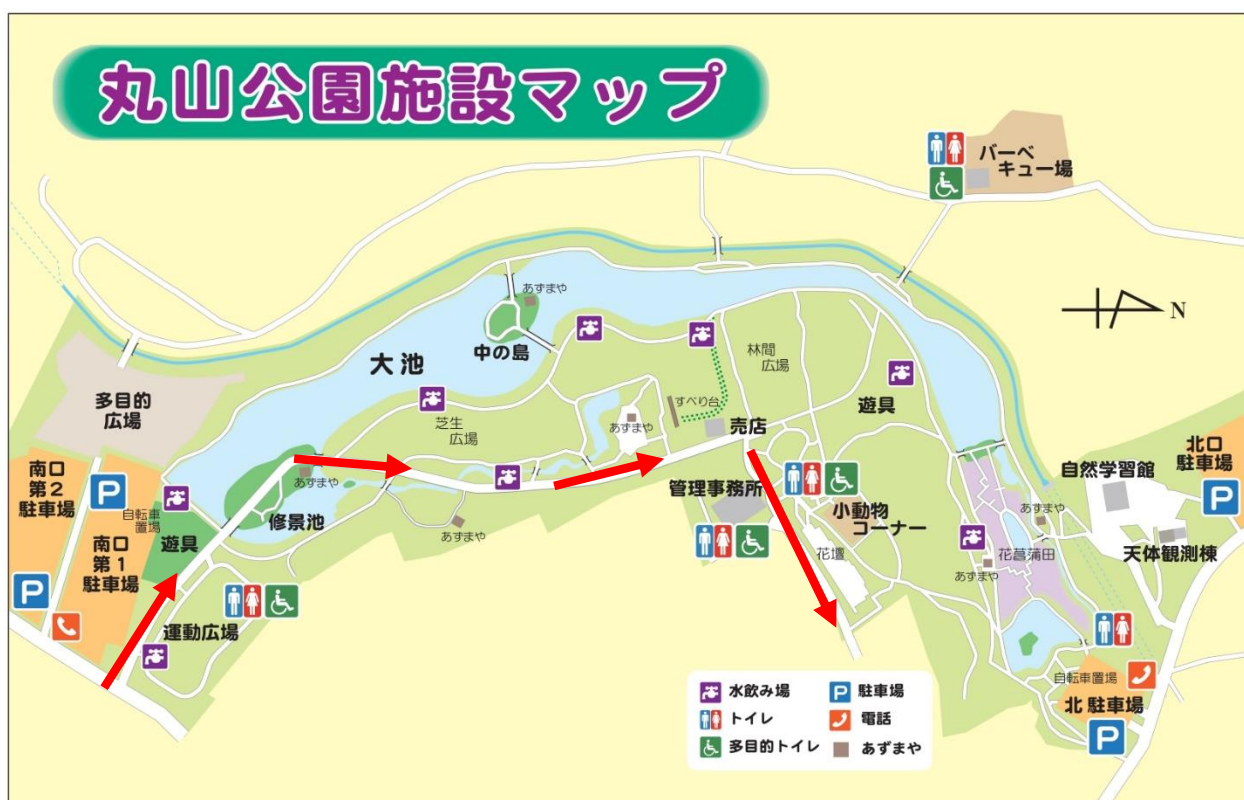 丸山公園施設マップ
バーベ
キュー場
N
あずまや
中の島
大池
林間
広場
すべり台
遊具
多目的
広場
芝生
広場
あずまや
売店
北口
駐車場
P
自然学習館
南口
第2
駐車場
P
自転車
置場
遊具
あずまや
修景池
管理事務所
小動物
コーナー
あずまや
花菖蒲田
天体観測棟
南口
第1
駐車場
あずまや
花壇
あずまや
P
運動広場
自転車置場
北駐車場
P
水飲み場
P
駐車場
トイレ
電話
多目的トイレ
あずまや